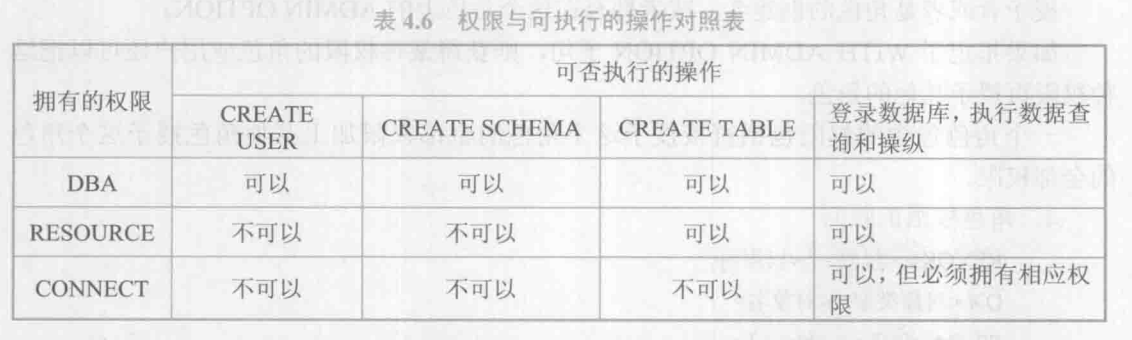 表 4.6 权限与可执行的操作对照表
拥有的权限
可否执行的操作
CREATE
USER
CREATE SCHEMA
CREATE TABLE
登录数据库，执行数据查
询和操纵
DBA
可以
可以
可以
可以
RESOURCE
不可以
不可以
可以
可以
CONNECT
不可以
不可以
不可以
可以，但必须拥有相应权
限